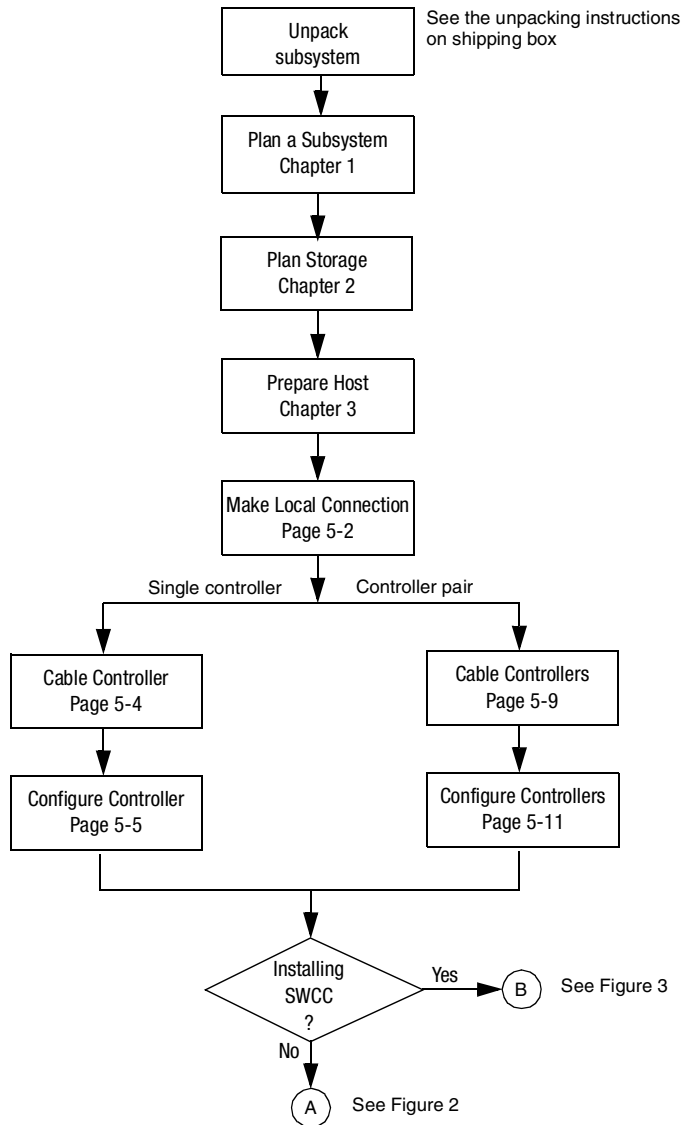 Unpack
subsystem
See the unpacking instructions
on shipping box
Plan a Subsystem
Chapter 1
Plan Storage
Chapter 2
Prepare Host
Chapter 3
Make Local Connection
Page 5-2
Single controller
Controller pair
Cable Controller
Page 5-4
Cable Controllers
Page 5-9
Configure Controller
Page 5-5
Configure Controllers
Page 5-11
Installing
SWCC
?
Yes
B
See Figure 3
No
A
See Figure 2